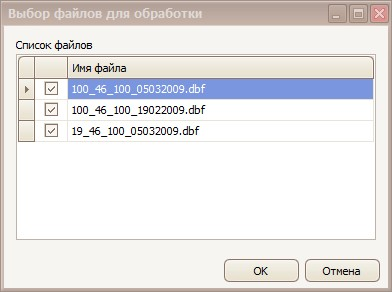 Выбор файлов для обработки
Список файлов
Имя файла
100_46_100_05032009.dbf
100_46_100_19022009.dbf
19_46_100_05032009.dbf
OK Отмена